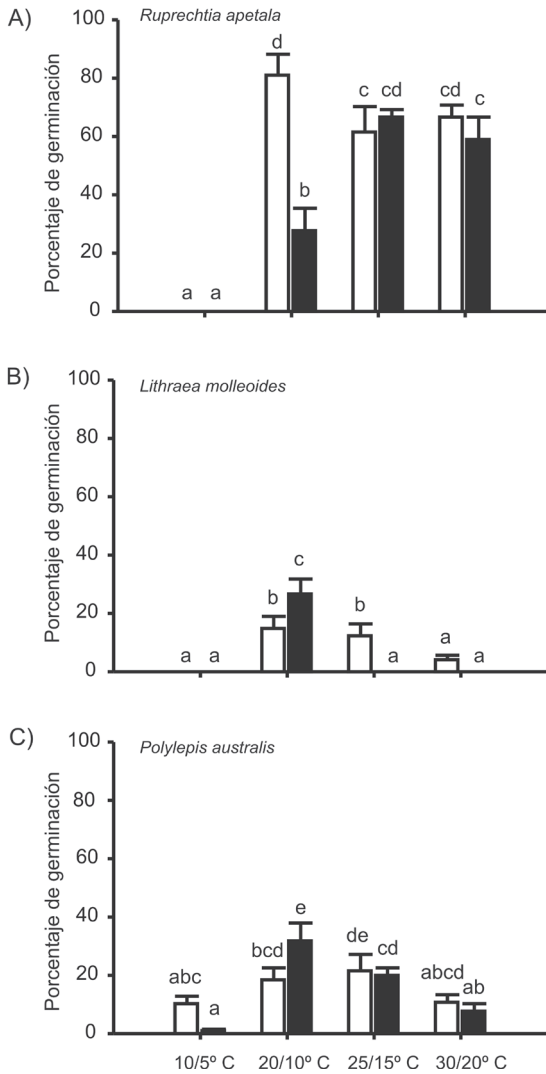 A)
Ruprechtia apetala
Porcentaje de germinación
100
80
60
40
20
0
a a
d
b
c cd
cd c
B)
Lithraea molleoides
Porcentaje de germinación
100
80
60
40
20
0
a a
b
c
b
a
a a
C)
Polylepis australis
Porcentaje de germinación
100
80
60
40
20
0
abc
a
bcd
e
de
cd
abcd
ab
10/5º C 20/10º C 25/15º C 30/20º C